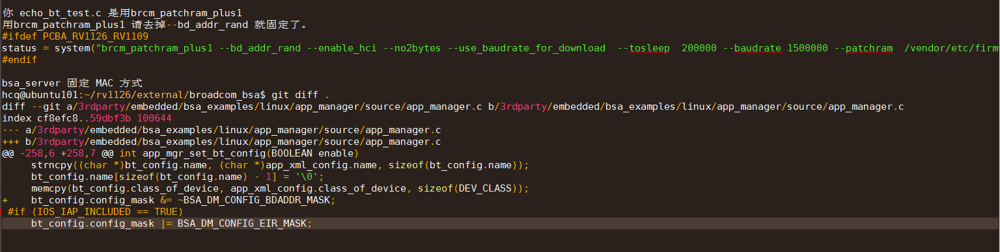 你 echo_bt_test.c 是用brcm_patchram_plus1
用brcm_patchram_plus1 请去掉--bd_addr_rand 就固定了。
#ifdef PCBA_RV1126_RV1109
status = system("brcm_patchram_plus1 --bd_addr_rand --enable_hci --no2bytes --use_baudrate_for_download  --tosleep  200000 --baudrate 1500000 --patchram  /vendor/etc/firm
#endif
bsa_server 固定 MAC 方式
hcq@ubuntu101:~/rv1126/external/broadcom_bsa$ git diff .
diff --git a/3rdparty/embedded/bsa_examples/linux/app_manager/source/app_manager.c b/3rdparty/embedded/bsa_examples/linux/app_manager/source/app_manager.c
index cf8efc8..59dbf3b 100644
--- a/3rdparty/embedded/bsa_examples/linux/app_manager/source/app_manager.c
+++ b/3rdparty/embedded/bsa_examples/linux/app_manager/source/app_manager.c
@@ -258,6 +258,7 @@ int app_mgr_set_bt_config(BOOLEAN enable)
     strncpy((char *)bt_config.name, (char *)app_xml_config.name, sizeof(bt_config.name));
     bt_config.name[sizeof(bt_config.name) - 1] = '\0';
     memcpy(bt_config.class_of_device, app_xml_config.class_of_device, sizeof(DEV_CLASS));
+    bt_config.config_mask &= ~BSA_DM_CONFIG_BDADDR_MASK;
 #if (IOS_IAP_INCLUDED == TRUE)
     bt_config.config_mask |= BSA_DM_CONFIG_EIR_MASK;